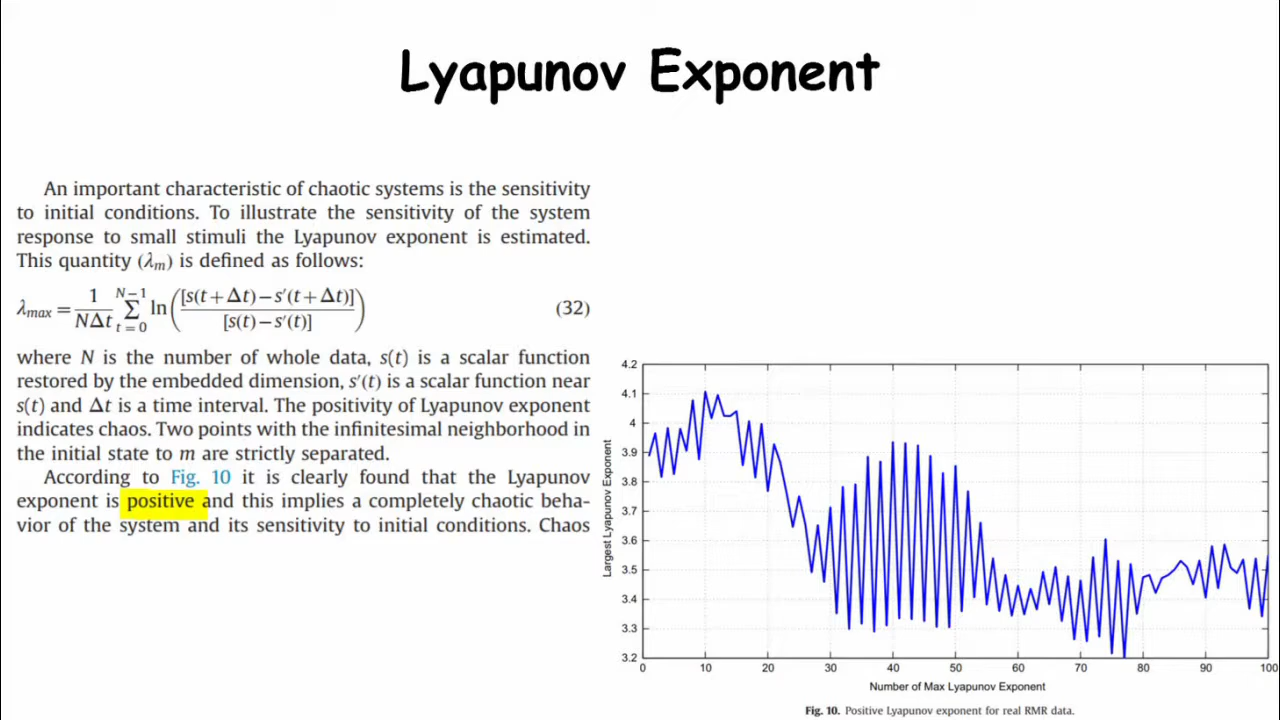 Lyapunov Exponent
An important characteristic of chaotic systems is the sensitivity
to initial conditions. To illustrate the sensitivity of the system
response to small stimuli the Lyapunov exponent is estimated.
This quantity (λm) is defined as follows:
λmax = 1/NΔt N−1∑t=0 ln([s(t+Δt)−s′(t+Δt)]/[s(t)−s′(t)]) (32)
where N is the number of whole data, s(t) is a scalar function
restored by the embedded dimension, s′(t) is a scalar function near
s(t) and Δt is a time interval. The positivity of Lyapunov exponent
indicates chaos. Two points with the infinitesimal neighborhood in
the initial state to m are strictly separated.
According to Fig. 10 it is clearly found that the Lyapunov
exponent is positive and this implies a completely chaotic beha-
vior of the system and its sensitivity to initial conditions. Chaos
Largest Lyapunov Exponent
4.2
4.1
4
3.9
3.8
3.7
3.6
3.5
3.4
3.3
3.2
0 10 20 30 40 50 60 70 80 90 100
Number of Max Lyapunov Exponent
Fig. 10. Positive Lyapunov exponent for real RMR data.